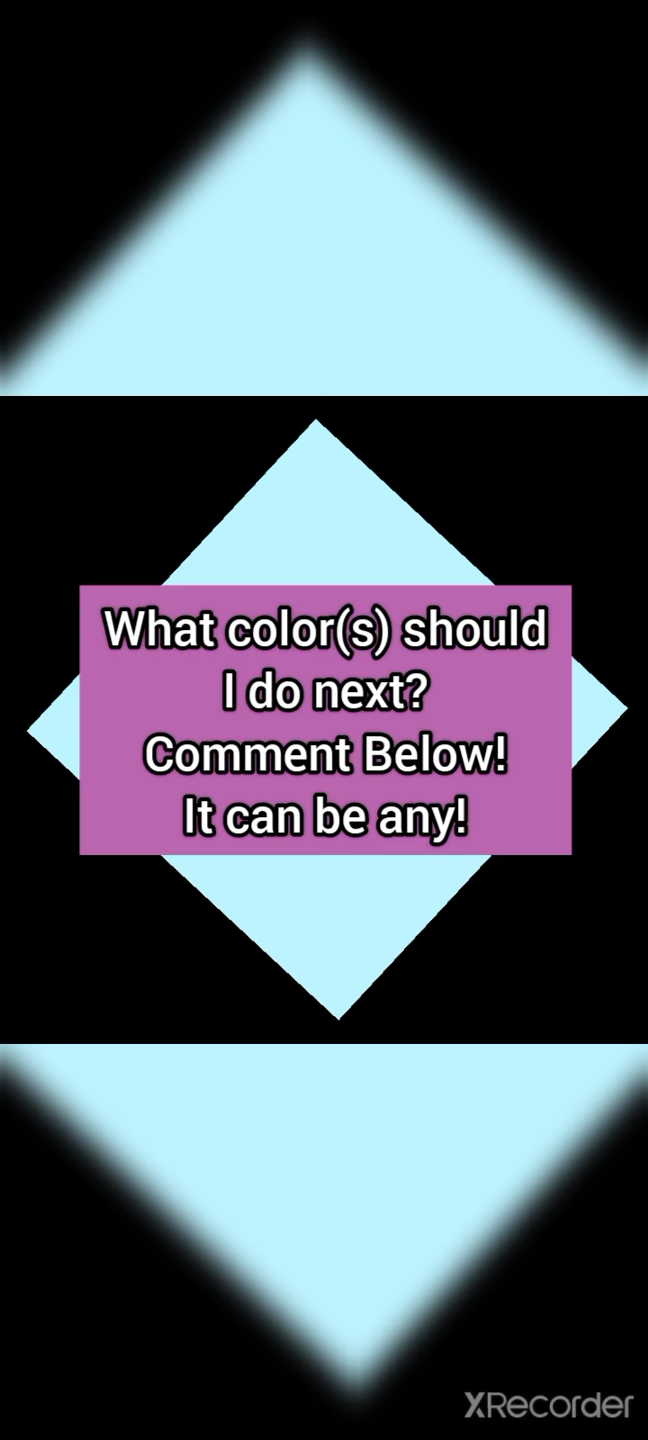 What color(s) should
I do next?
Comment Below!
It can be any!
XRecorder